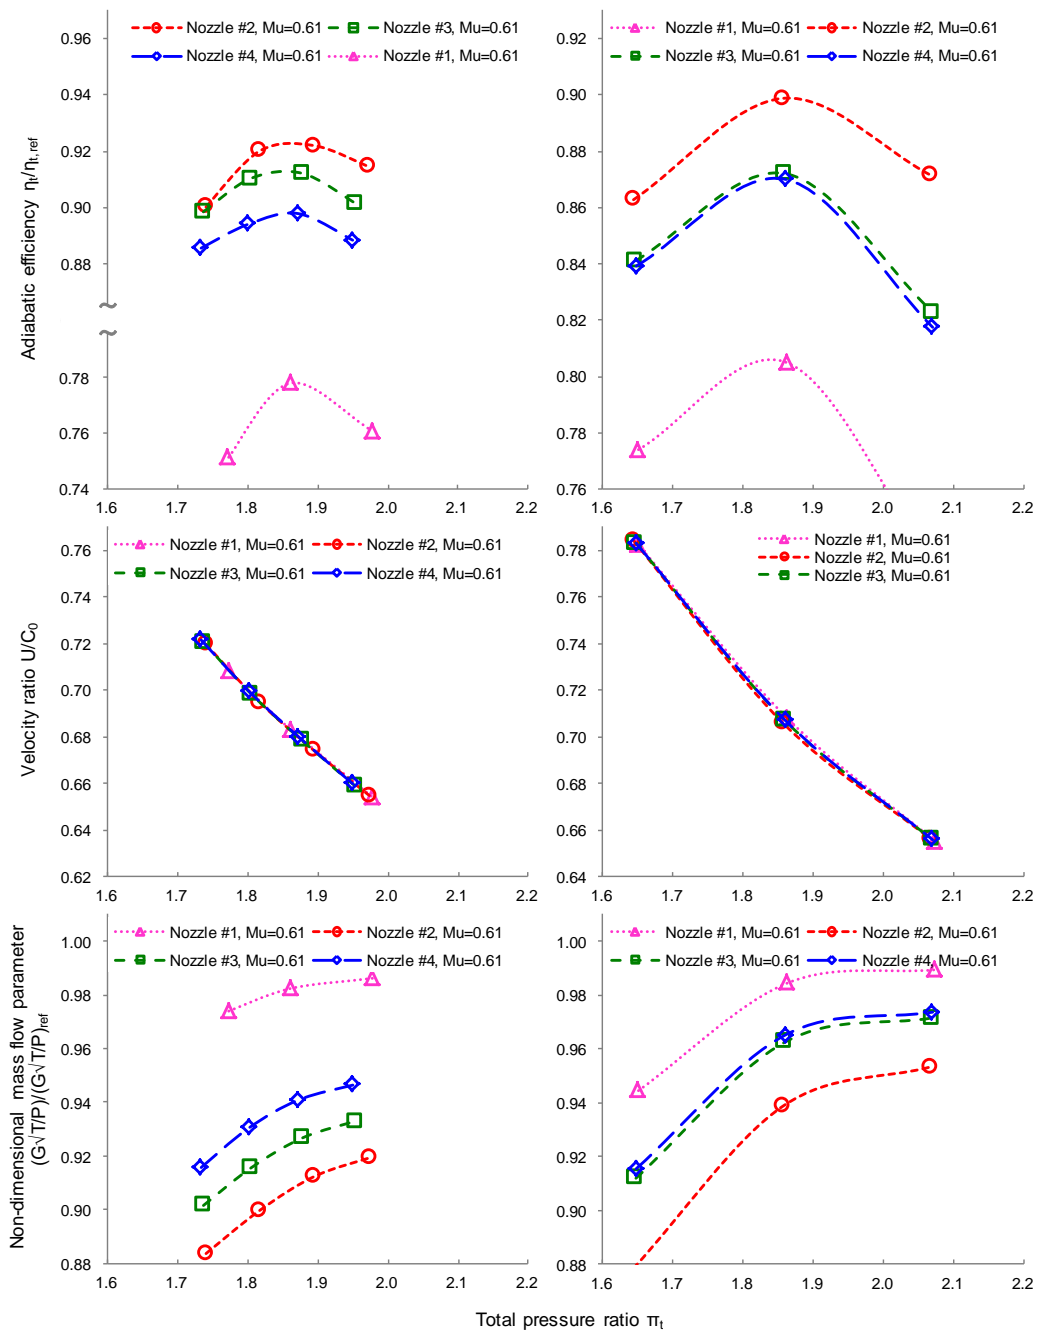 0.96
0.94
0.92
0.90
0.88
0.78
0.76
0.74
1.6 1.7 1.8 1.9 2.0 2.1 2.2
Nozzle #2, Mu=0.61
Nozzle #3, Mu=0.61
Nozzle #4, Mu=0.61
Nozzle #1, Mu=0.61
Adiabatic efficiency ηt/ηt,ref
0.92
0.90
0.88
0.86
0.84
0.82
0.80
0.78
0.76
1.6 1.7 1.8 1.9 2.0 2.1 2.2
Nozzle #1, Mu=0.61
Nozzle #2, Mu=0.61
Nozzle #3, Mu=0.61
Nozzle #4, Mu=0.61
0.76
0.74
0.72
0.70
0.68
0.66
0.64
0.62
1.6 1.7 1.8 1.9 2.0 2.1 2.2
Nozzle #1, Mu=0.61
Nozzle #2, Mu=0.61
Nozzle #3, Mu=0.61
Nozzle #4, Mu=0.61
Velocity ratio U/C0
0.78
0.76
0.74
0.72
0.70
0.68
0.66
0.64
1.6 1.7 1.8 1.9 2.0 2.1 2.2
Nozzle #1, Mu=0.61
Nozzle #2, Mu=0.61
Nozzle #3, Mu=0.61
1.00
0.98
0.96
0.94
0.92
0.90
0.88
1.6 1.7 1.8 1.9 2.0 2.1 2.2
Nozzle #1, Mu=0.61
Nozzle #2, Mu=0.61
Nozzle #3, Mu=0.61
Nozzle #4, Mu=0.61
Non-dimensional mass flow parameter
(G√T/P)/(G√T/P)ref
1.00
0.98
0.96
0.94
0.92
0.90
0.88
1.6 1.7 1.8 1.9 2.0 2.1 2.2
Nozzle #1, Mu=0.61
Nozzle #2, Mu=0.61
Nozzle #3, Mu=0.61
Nozzle #4, Mu=0.61
Total pressure ratio πt